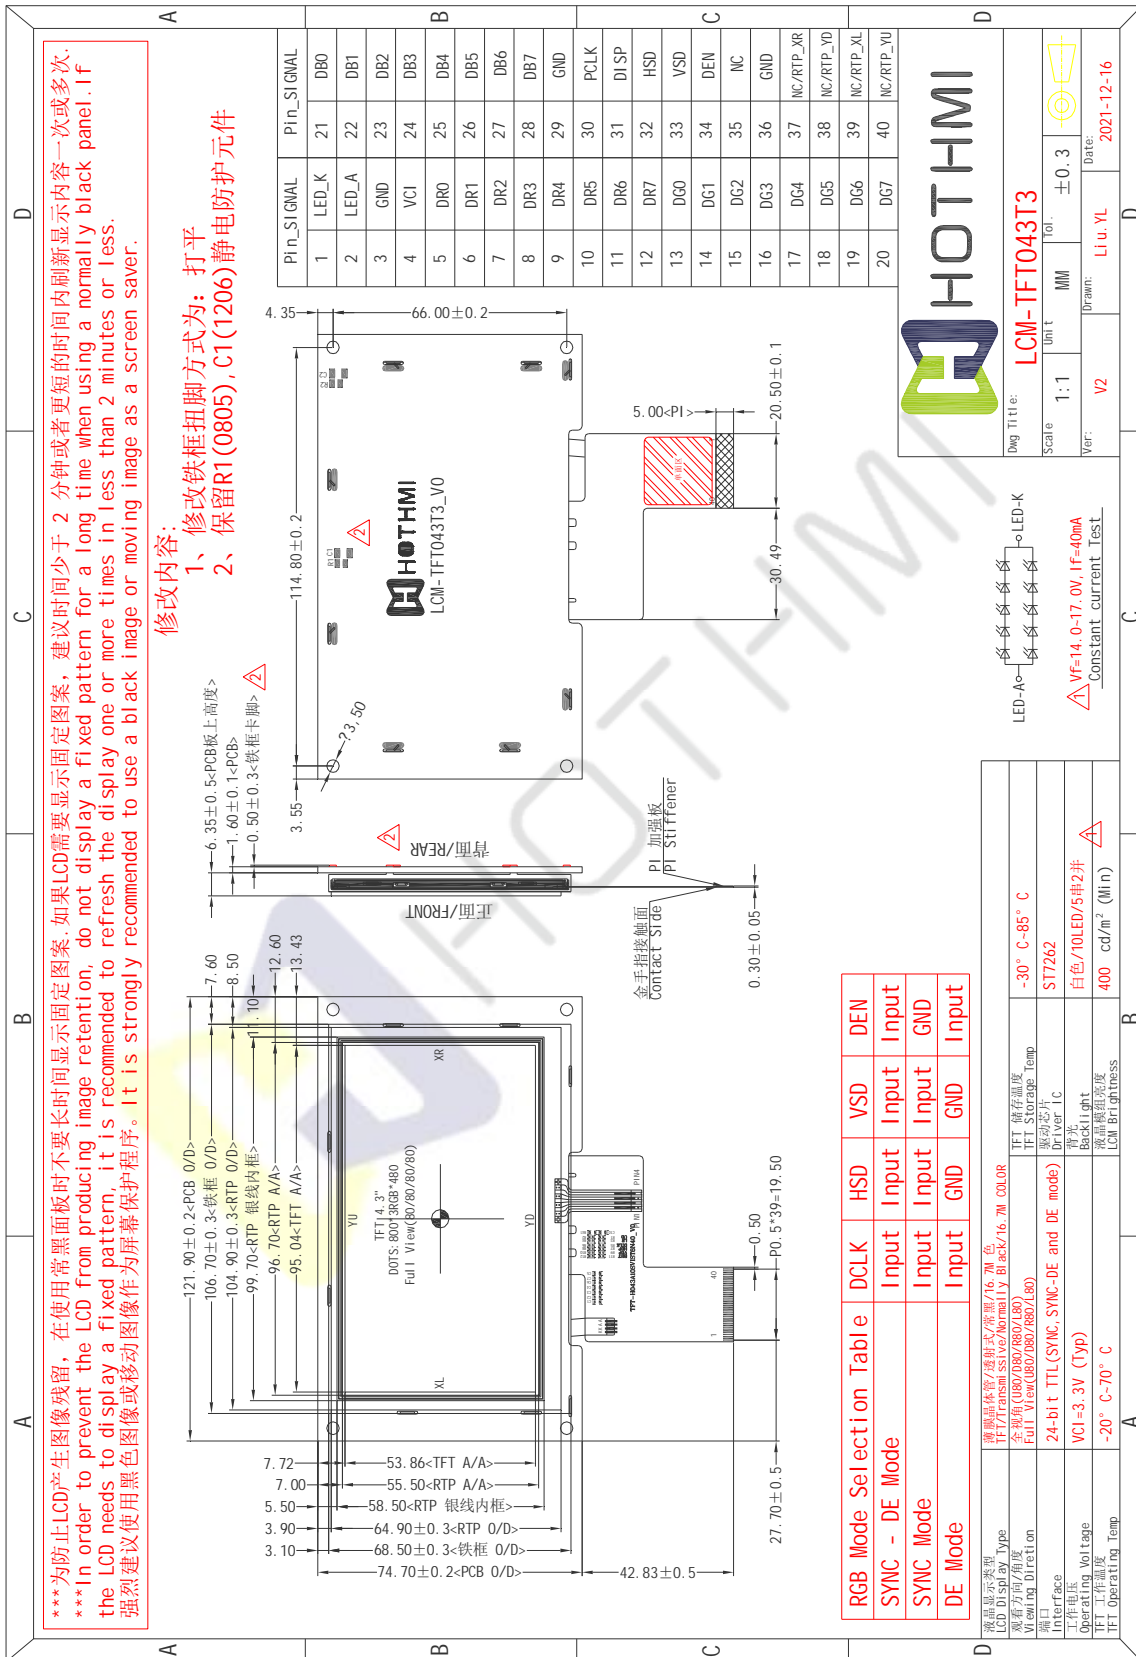 ***为防止LCD产生图像残留，在使用常黑面板时不要长时间显示固定图案.如果LCD需要显示固定图案，建议时间少于 2 分钟或者更短的时间内刷新显示内容一次或多次.
***In order to prevent the LCD from producing image retention, do not display a fixed pattern for a long time when using a normally black panel.If
the LCD needs to display a fixed pattern, it is recommended to refresh the display one or more times in less than 2 minutes or less.
强烈建议使用黑色图像或移动图像作为屏幕保护程序。It is strongly recommended to use a black image or moving image as a screen saver.
修改内容:
1、修改铁框扭脚方式为：打平
2、保留R1(0805),C1(1206)静电防护元件
A
B
C
D
121.90±0.2<PCB O/D>
106.70±0.3<铁框 O/D>
104.90±0.3<RTP O/D>
99.70<RTP 银线内框>
96.70<RTP A/A>
95.04<TFT A/A>
7.60
8.50
11.10
12.60
13.43
7.72
7.00
5.50
3.90
3.10
53.86<TFT A/A>
55.50<RTP A/A>
58.50<RTP 银线内框>
64.90±0.3<RTP O/D>
68.50±0.3<铁框 O/D>
74.70±0.2<PCB O/D>
42.83±0.5
27.70±0.5
P0.5*39=19.50
0.50
TFT 4.3"
DOTS:800*3RGB*480
Full View(80/80/80/80)
YU
YD
XL
XR
1
40
正面/FRONT
背面/REAR
6.35±0.5<PCB板上高度>
1.60±0.1<PCB>
0.50±0.3<铁框卡脚>
2
2
金手指接触面
Contact Side
PI 加强板
PI Stiffener
0.30±0.05
3.55
114.80±0.2
?3.50
4.35
66.00±0.2
R1 C1
2
HOTHMI
LCM-TFT043T3_V0
5.00<PI>
20.50±0.1
30.49
Pin_SIGNAL Pin_SIGNAL
1 LED_K 21 DB0
2 LED_A 22 DB1
3 GND 23 DB2
4 VCI 24 DB3
5 DR0 25 DB4
6 DR1 26 DB5
7 DR2 27 DB6
8 DR3 28 DB7
9 DR4 29 GND
10 DR5 30 PCLK
11 DR6 31 DISP
12 DR7 32 HSD
13 DG0 33 VSD
14 DG1 34 DEN
15 DG2 35 NC
16 DG3 36 GND
17 DG4 37 NC/RTP_XR
18 DG5 38 NC/RTP_YD
19 DG6 39 NC/RTP_XL
20 DG7 40 NC/RTP_YU
RGB Mode Selection Table DCLK HSD VSD DEN
SYNC - DE Mode Input Input Input Input
SYNC Mode Input Input Input GND
DE Mode Input GND GND Input
液晶显示类型
LCD Display Type
薄膜晶体管/透射式/常黑/16.7M 色
TFT/Transmissive/Normally Black/16.7M COLOR
观看方向/角度
Viewing Diretion
全视角(U80/D80/R80/L80)
Full View(U80/D80/R80/L80)
端口
Interface
24-bit TTL(SYNC,SYNC-DE and DE mode)
工作电压
Operating Voltage
VCI=3.3V (Typ)
TFT 工作温度
TFT Operating Temp
-20° C~70° C
TFT 储存温度
TFT Storage Temp
-30° C~85° C
驱动芯片
Driver IC
ST7262
背光
Backlight
白色/10LED/5串2并
液晶模组亮度
LCM Brightness
400 cd/m² (Min)
1
LED-A
LED-K
1
Vf=14.0~17.0V,If=40mA
Constant current Test
HOTHMI
Dwg Title:
LCM-TFT043T3
Scale 1:1 Unit MM Tol. ±0.3
Ver: V2 Drawn: Liu.YL Date: 2021-12-16
A
B
C
D
HOTHMI